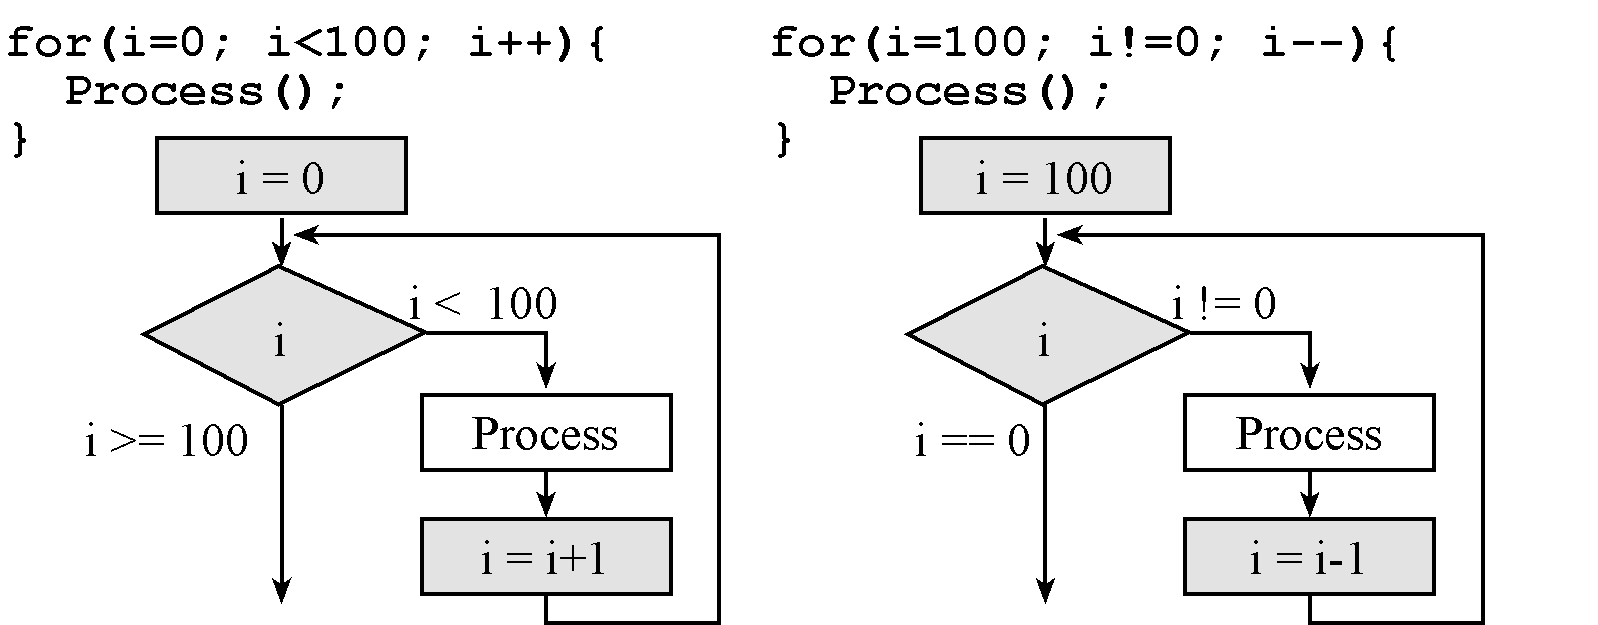 for(i=0; i<100; i++){
  Process();
}
i = 0
i < 100
i
i >= 100
Process
i = i+1
for(i=100; i!=0; i--){
  Process();
}
i = 100
i != 0
i
i == 0
Process
i = i-1